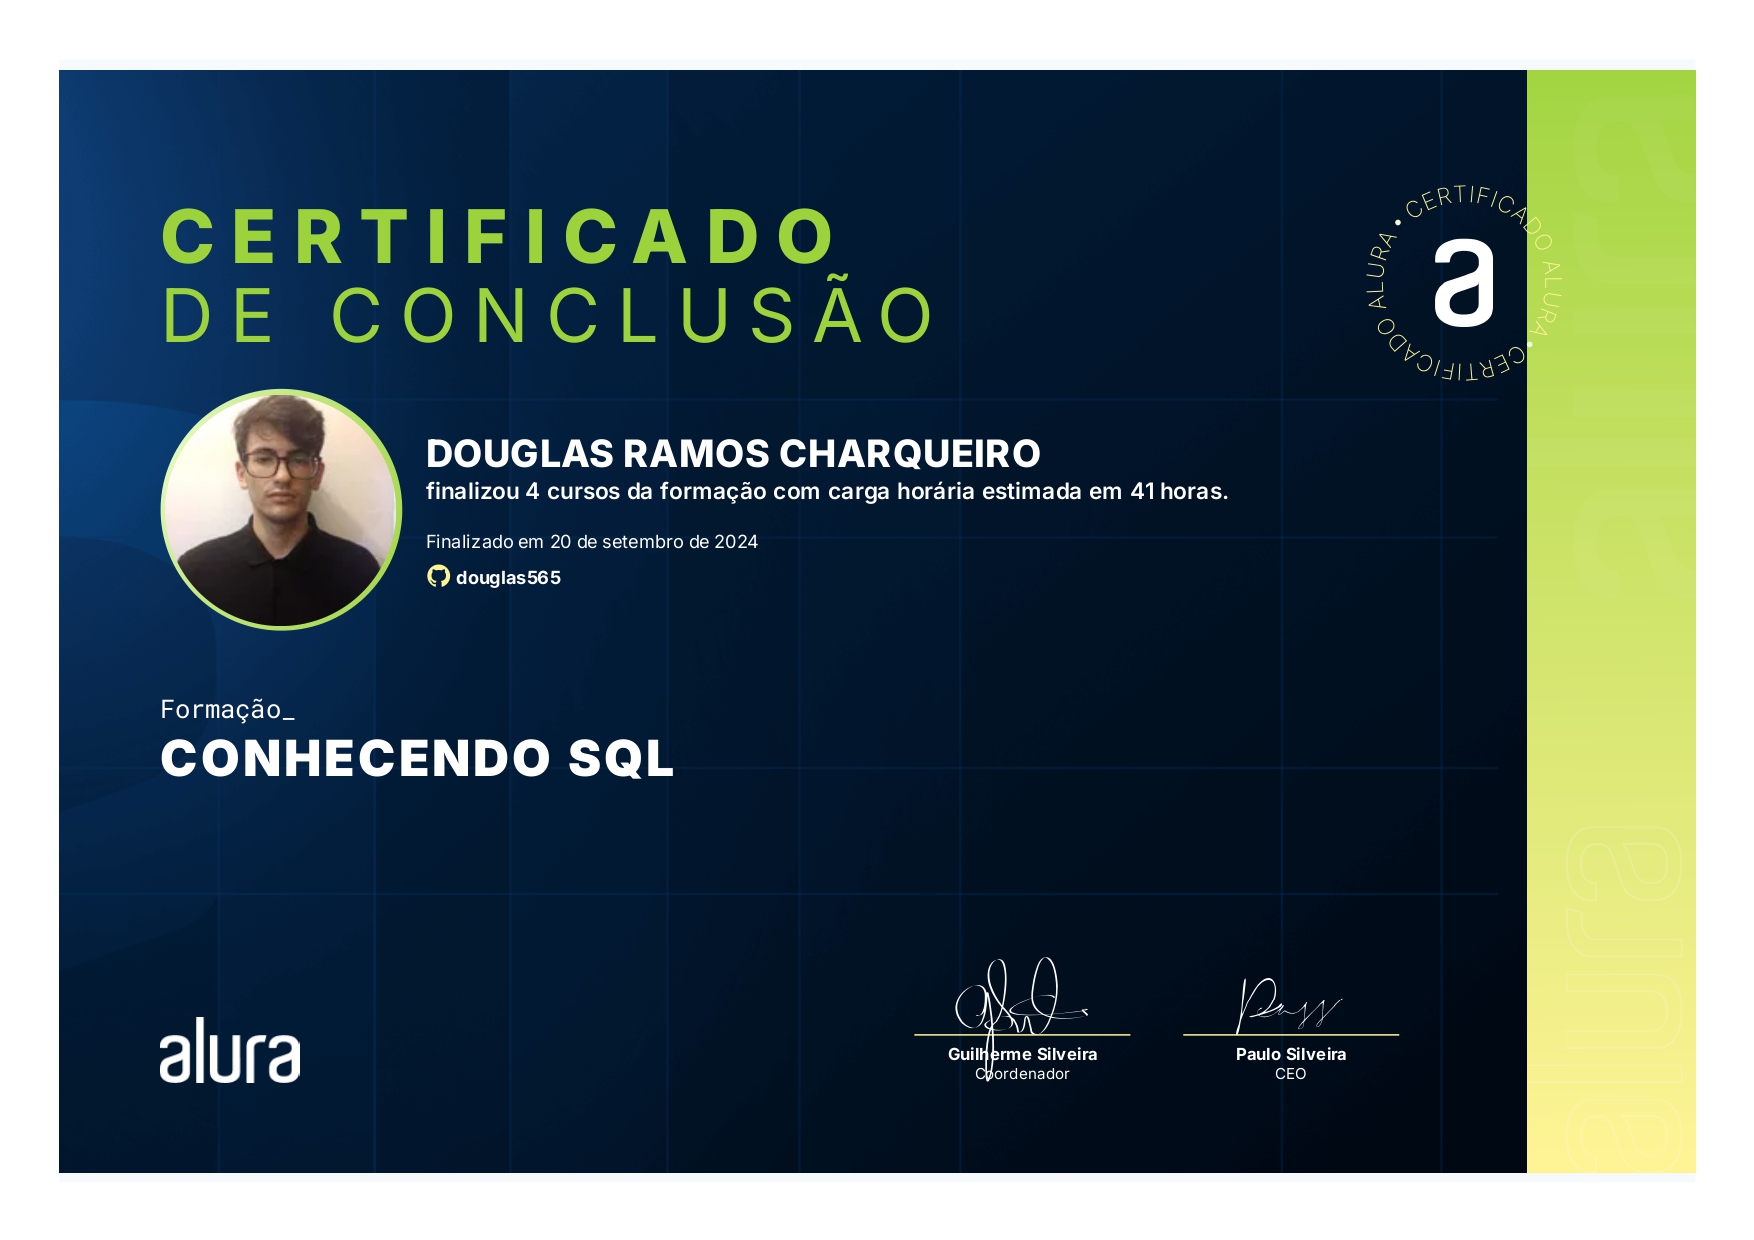 CERTIFICADO
DE CONCLUSÃO
CERTIFICADO ALURA • CERTIFICADO ALURA •
a
DOUGLAS RAMOS CHARQUEIRO
finalizou 4 cursos da formação com carga horária estimada em 41 horas.
Finalizado em 20 de setembro de 2024
douglas565
Formação_
CONHECENDO SQL
alura
Guilherme Silveira
Coordenador
Paulo Silveira
CEO
alura
alura